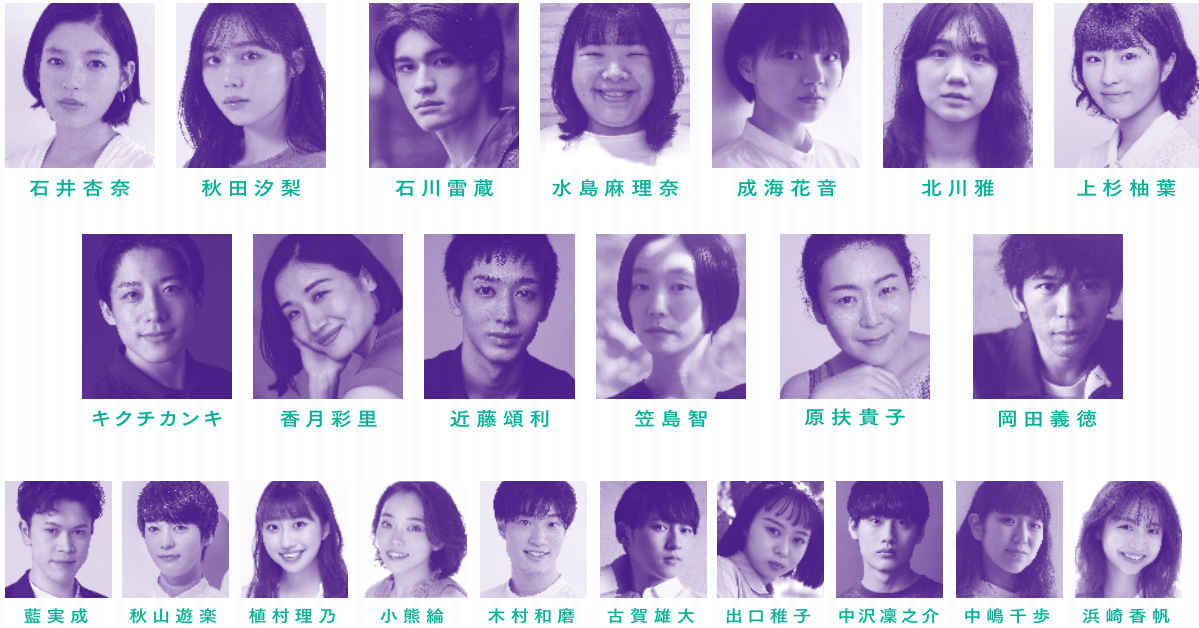 石井杏奈
秋田汐梨
石川雷蔵
水島麻理奈
成海花音
北川雅
上杉柚葉
キクチカンキ
香月彩里
近藤頌利
笠島智
原扶貴子
岡田義徳
藍実成
秋山遊楽
植村理乃
小熊綸
木村和磨
古賀雄大
出口稚子
中沢凜之介
中嶋千歩
浜崎香帆